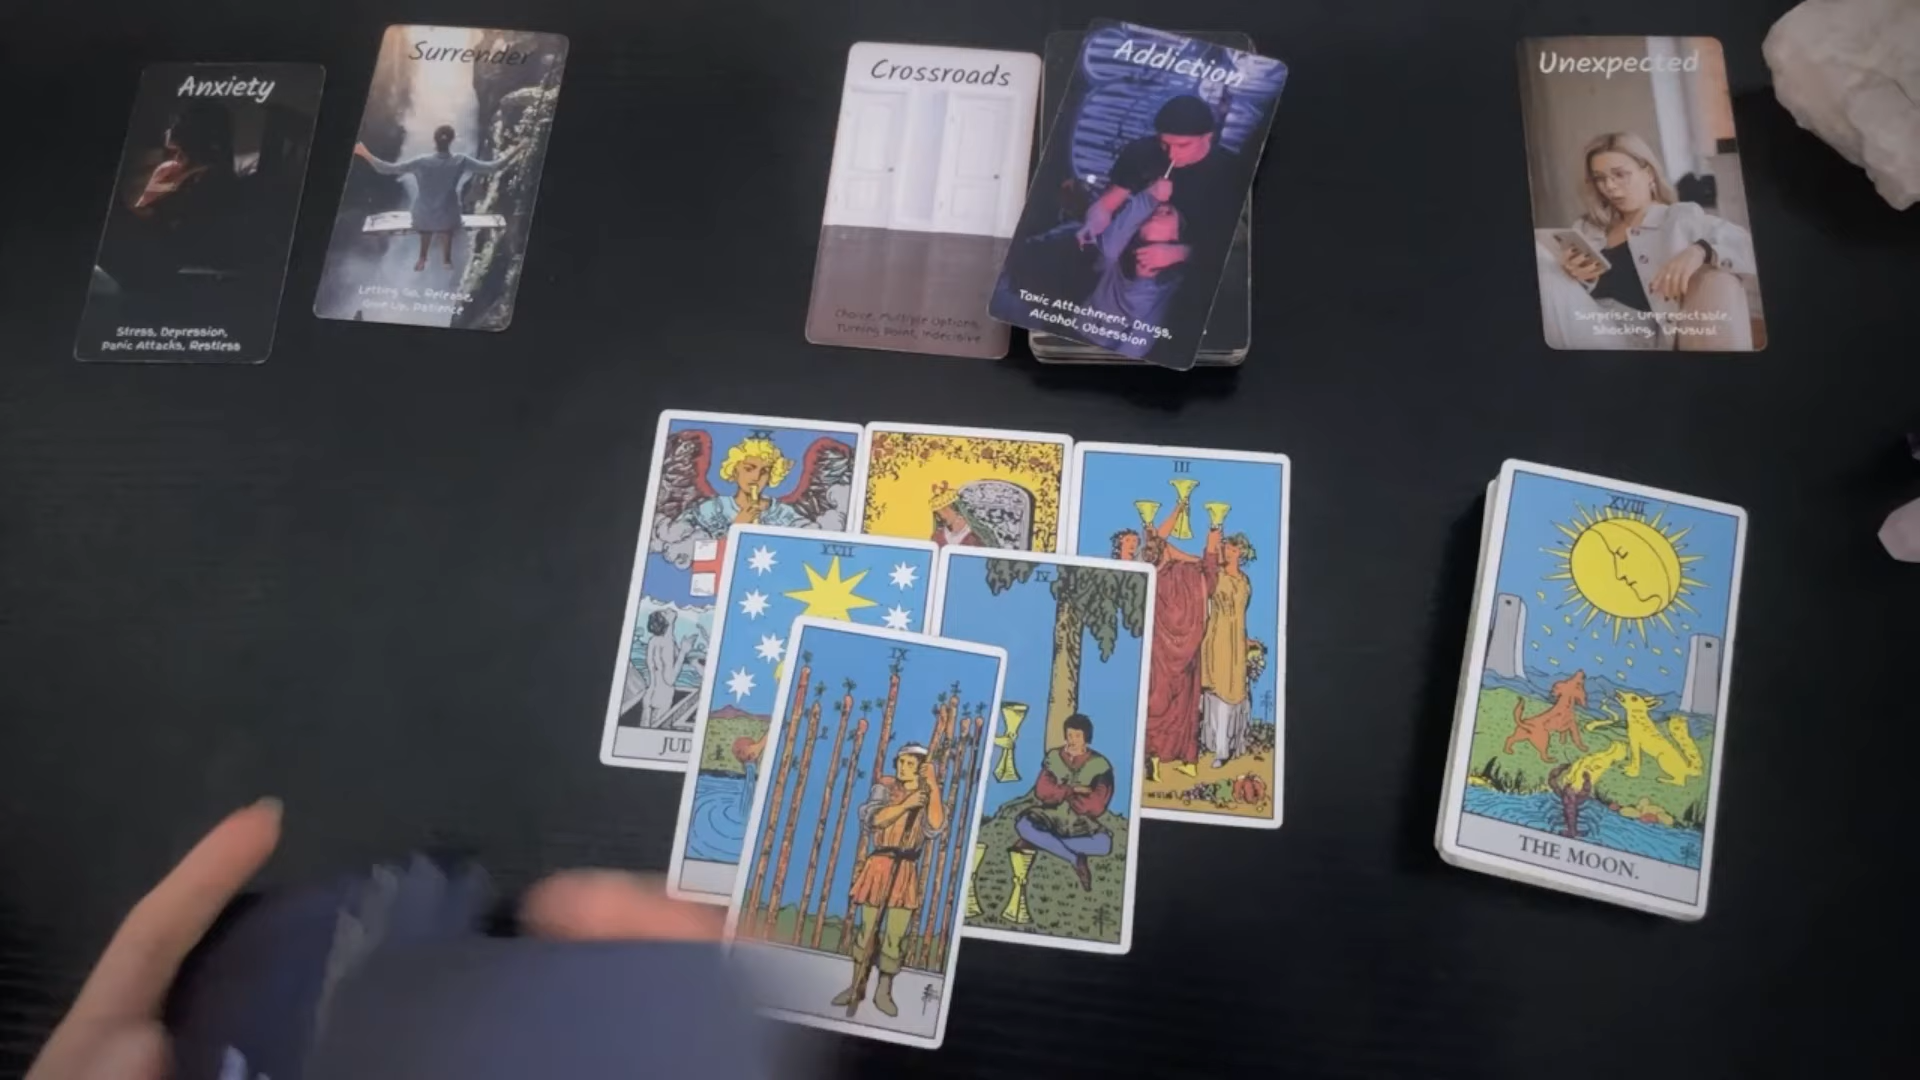 Anxiety
Stress, Depression,
Panic Attacks, Restless
Surrender
Letting Go, Release,
Give Up, Patience
Crossroads
Choice, Multiple Options,
Turning Point, Indecisive
Addiction
Toxic Attachment, Drugs,
Alcohol, Obsession
Unexpected
Surprise, Unpredictable,
Shocking, Unusual
XX
JUD
III
XVII
IV
IX
XVIII
THE MOON.